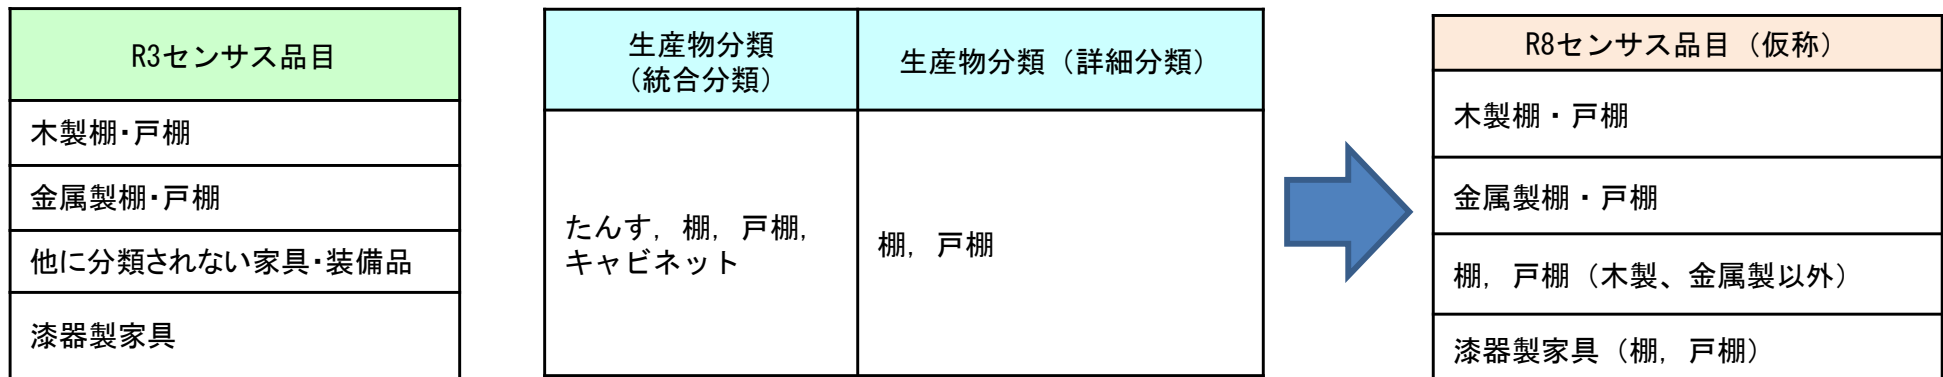 R3センサス品目
木製棚・戸棚
金属製棚・戸棚
他に分類されない家具・装備品
漆器製家具
生産物分類
（統合分類）
生産物分類（詳細分類）
たんす，棚，戸棚，
キャビネット
棚，戸棚
R8センサス品目（仮称）
木製棚・戸棚
金属製棚・戸棚
棚，戸棚（木製、金属製以外）
漆器製家具（棚，戸棚）